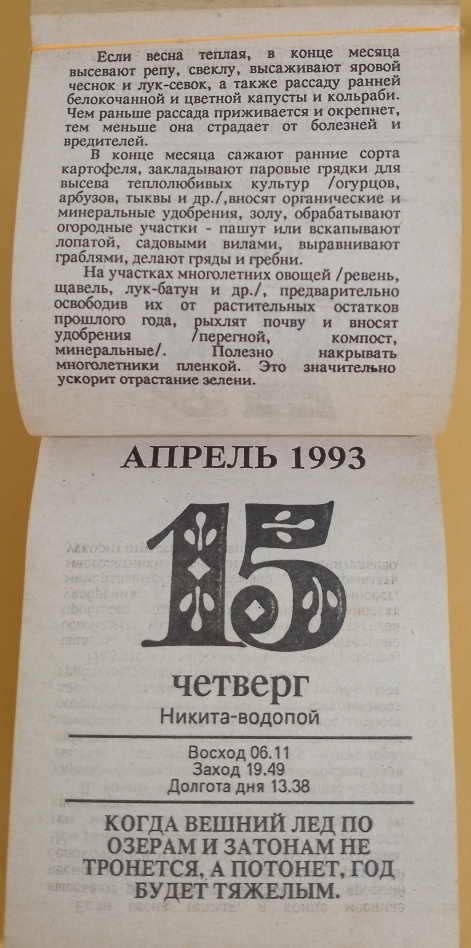 Если весна теплая, в конце месяца
высевают репу, свеклу, высаживают яровой
чеснок и лук-севок, а также рассаду ранней
белокочанной и цветной капусты и кольраби.
Чем раньше рассада приживается и окрепнет,
тем меньше она страдает от болезней и
вредителей.
В конце месяца сажают ранние сорта
картофеля, закладывают паровые грядки для
высева теплолюбивых культур /огурцов,
арбузов, тыквы и др./,вносят органические и
минеральные удобрения, золу, обрабатывают
огородные участки - пашут или вскапывают
лопатой, садовыми вилами, выравнивают
граблями, делают гряды и гребни.
На участках многолетних овощей /ревень,
щавель, лук-батун и др./, предварительно
освободив их от растительных остатков
прошлого года, рыхлят почву и вносят
удобрения /перегной, компост,
минеральные/. Полезно накрывать
многолетники пленкой. Это значительно
ускорит отрастание зелени.
АПРЕЛЬ 1993
15
четверг
Никита-водопой
Восход 06.11
Заход 19.49
Долгота дня 13.38
КОГДА ВЕШНИЙ ЛЕД ПО
ОЗЕРАМ И ЗАТОНАМ НЕ
ТРОНЕТСЯ, А ПОТОНЕТ, ГОД
БУДЕТ ТЯЖЕЛЫМ.